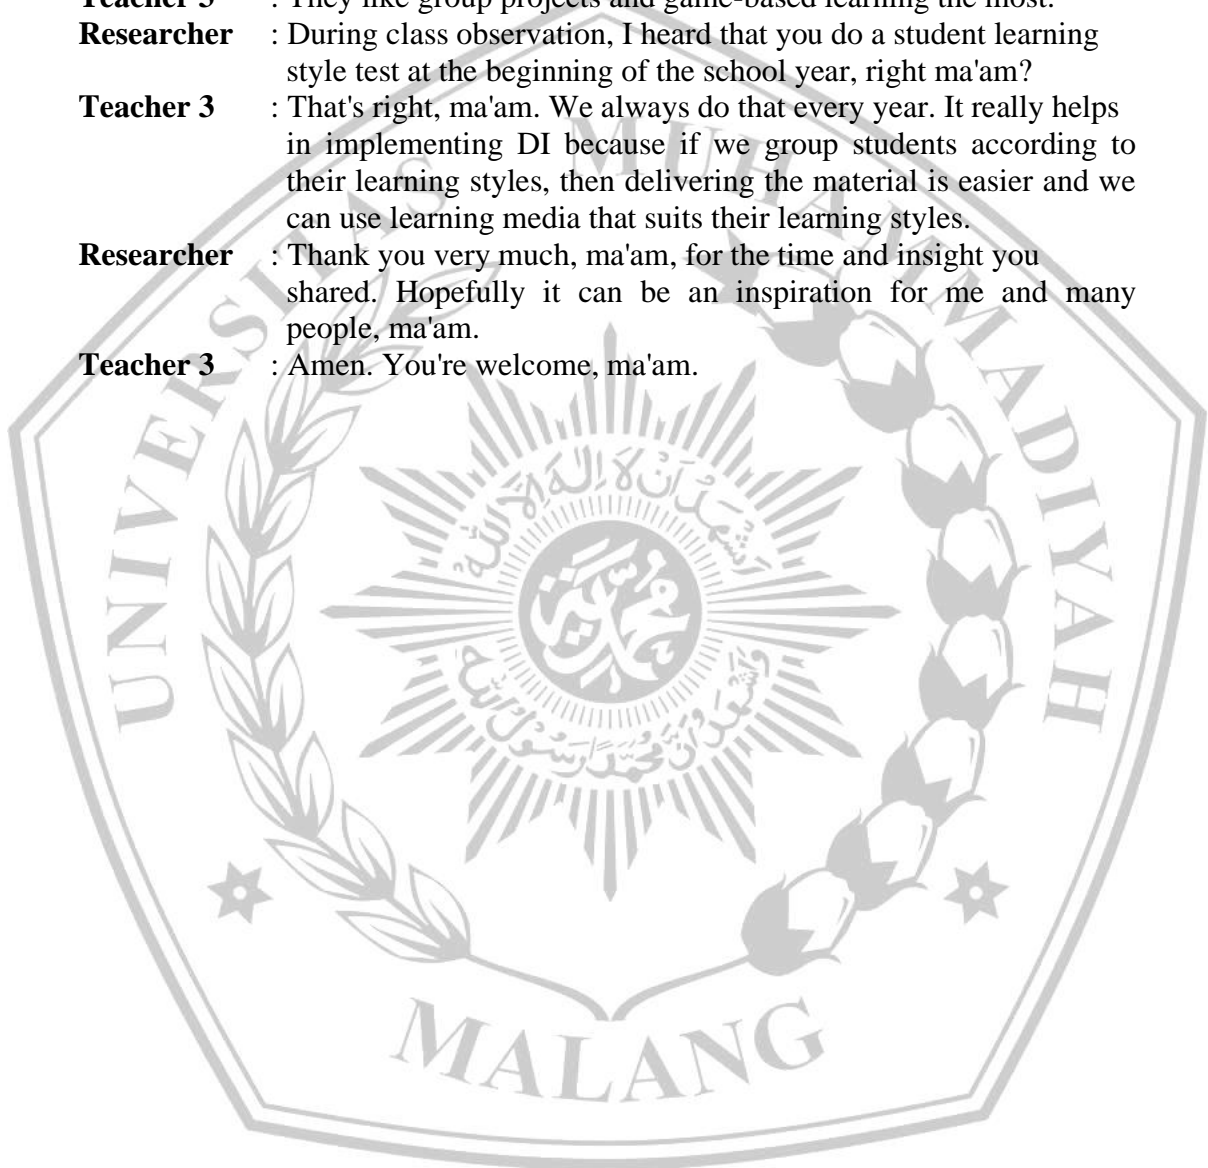 Teacher 3 : They like group projects and game-based learning the most.
Researcher : During class observation, I heard that you do a student learning
style test at the beginning of the school year, right ma'am?
Teacher 3 : That's right, ma'am. We always do that every year. It really helps
in implementing DI because if we group students according to
their learning styles, then delivering the material is easier and we
can use learning media that suits their learning styles.
Researcher : Thank you very much, ma'am, for the time and insight you
shared. Hopefully it can be an inspiration for me and many
people, ma'am.
Teacher 3 : Amen. You're welcome, ma'am.
UNIVERSITAS MUHAMMADIYAH
MALANG